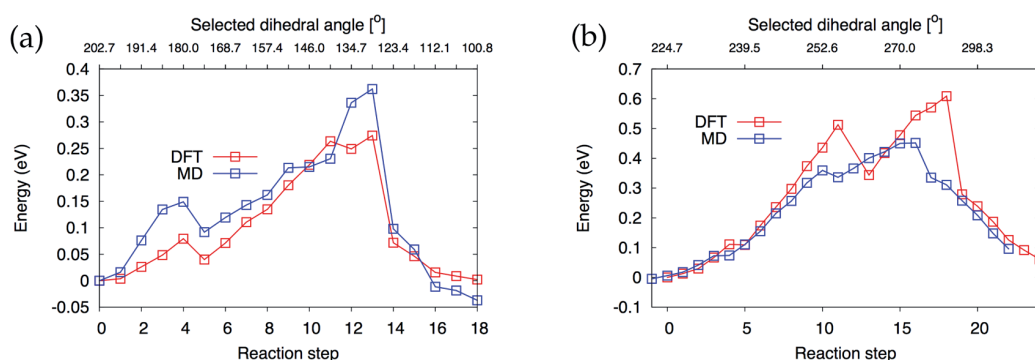 (a)
Selected dihedral angle [o]
202.7 191.4 180.0 168.7 157.4 146.0 134.7 123.4 112.1 100.8
0.4
0.35
0.3
0.25
0.2
0.15
0.1
0.05
0
-0.05
Energy (eV)
DFT
MD
0 2 4 6 8 10 12 14 16 18
Reaction step
(b)
Selected dihedral angle [o]
224.7 239.5 252.6 270.0 298.3
0.7
0.6
0.5
0.4
0.3
0.2
0.1
0
-0.1
Energy (eV)
DFT
MD
0 5 10 15 20
Reaction step